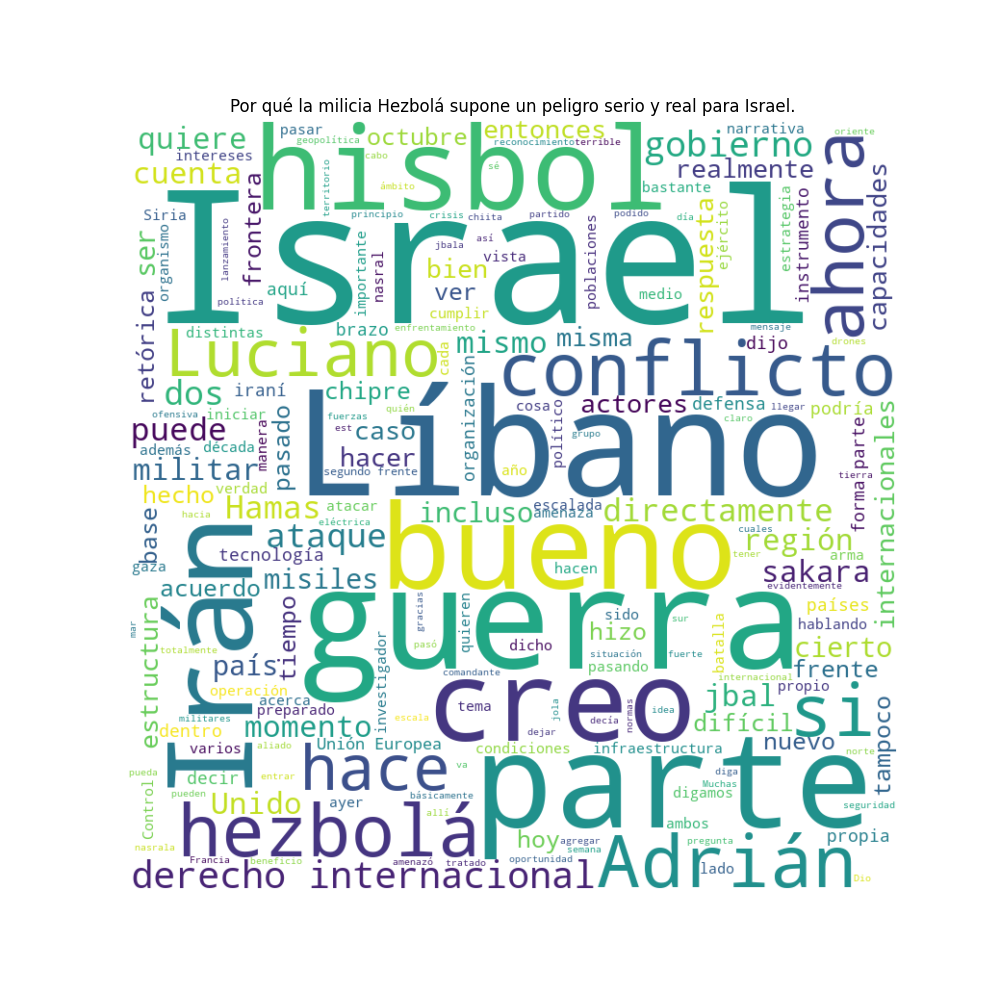 Por qué la milicia Hezbolá supone un peligro serio y real para Israel.
pasar
octubre
entonces
narrativa
oriente
quiere
geopolítica
reconocimiento
terrible
gobierno
intereses
hisbol
cabo
sé
realmente
cuenta
ámbito
bastante
ahora
Israel
territorio
frontera
capacidades
Siria
principio
crisis
chiita
partido
podido
día
organismo
lanzamiento
importante
nasral
jbala
así
vista
poblaciones
respuesta
ejército
estrategia
instrumento
ser
retórica
política
aquí
bien
ver
medio
distintas
brazo
enfrentamiento
cumplir
mensaje
drones
Luciano
cada
mismo
misma
dijo
conflicto
dos
iraní
chipre
Líbano
organización
cosa
político
actores
defensa
llegar
podría
ofensiva
iniciar
fuerzas
quién
claro
puede
manera
pasado
est
caso
grupo
además
década
hacer
militar
segundo frente
año
tierra
forma parte
internacionales
hecho
verdad
Hamas
atacar
incluso
escalada
amenaza
directamente
arma
hacia
eléctrica
cuales
base
ataque
bueno
región
gaza
tecnología
tener
acuerdo
misiles
hacen
sakara
evidentemente
Irán
guerra
gracias
quieren
sido
sur
países
mar
estructura
tiempo
hizo
batalla
hablando
totalmente
pasó
dicho
situación
fuerte
cierto
país
investigador
comandante
pasando
internacional
frente
operación
acerca
creo
tema
jola
decía
normas
idea
jbal
propio
si
militares
preparado
momento
dejar
difícil
tampoco
dentro
varios
aliado
Unión Europea
condiciones
infraestructura
nuevo
norte
pueda
decir
entrar
hace
va
parte
diga
Muchas
pueden
Control
Unido
ayer
básicamente
digamos
seguridad
hezbolá
allí
ambos
pregunta
propia
nasrala
hoy
agregar
semana
Francia
beneficio
amenazó
tratado
oportunidad
Adrián
lado
Dio
derecho internacional
escala